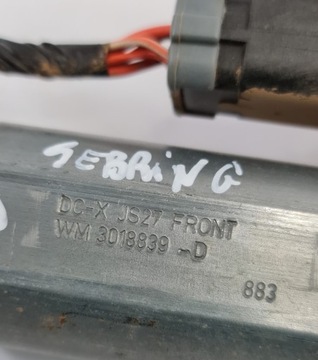 SEBRiNG
DC-X JS27 FRONT
WM 3018839 -D
883